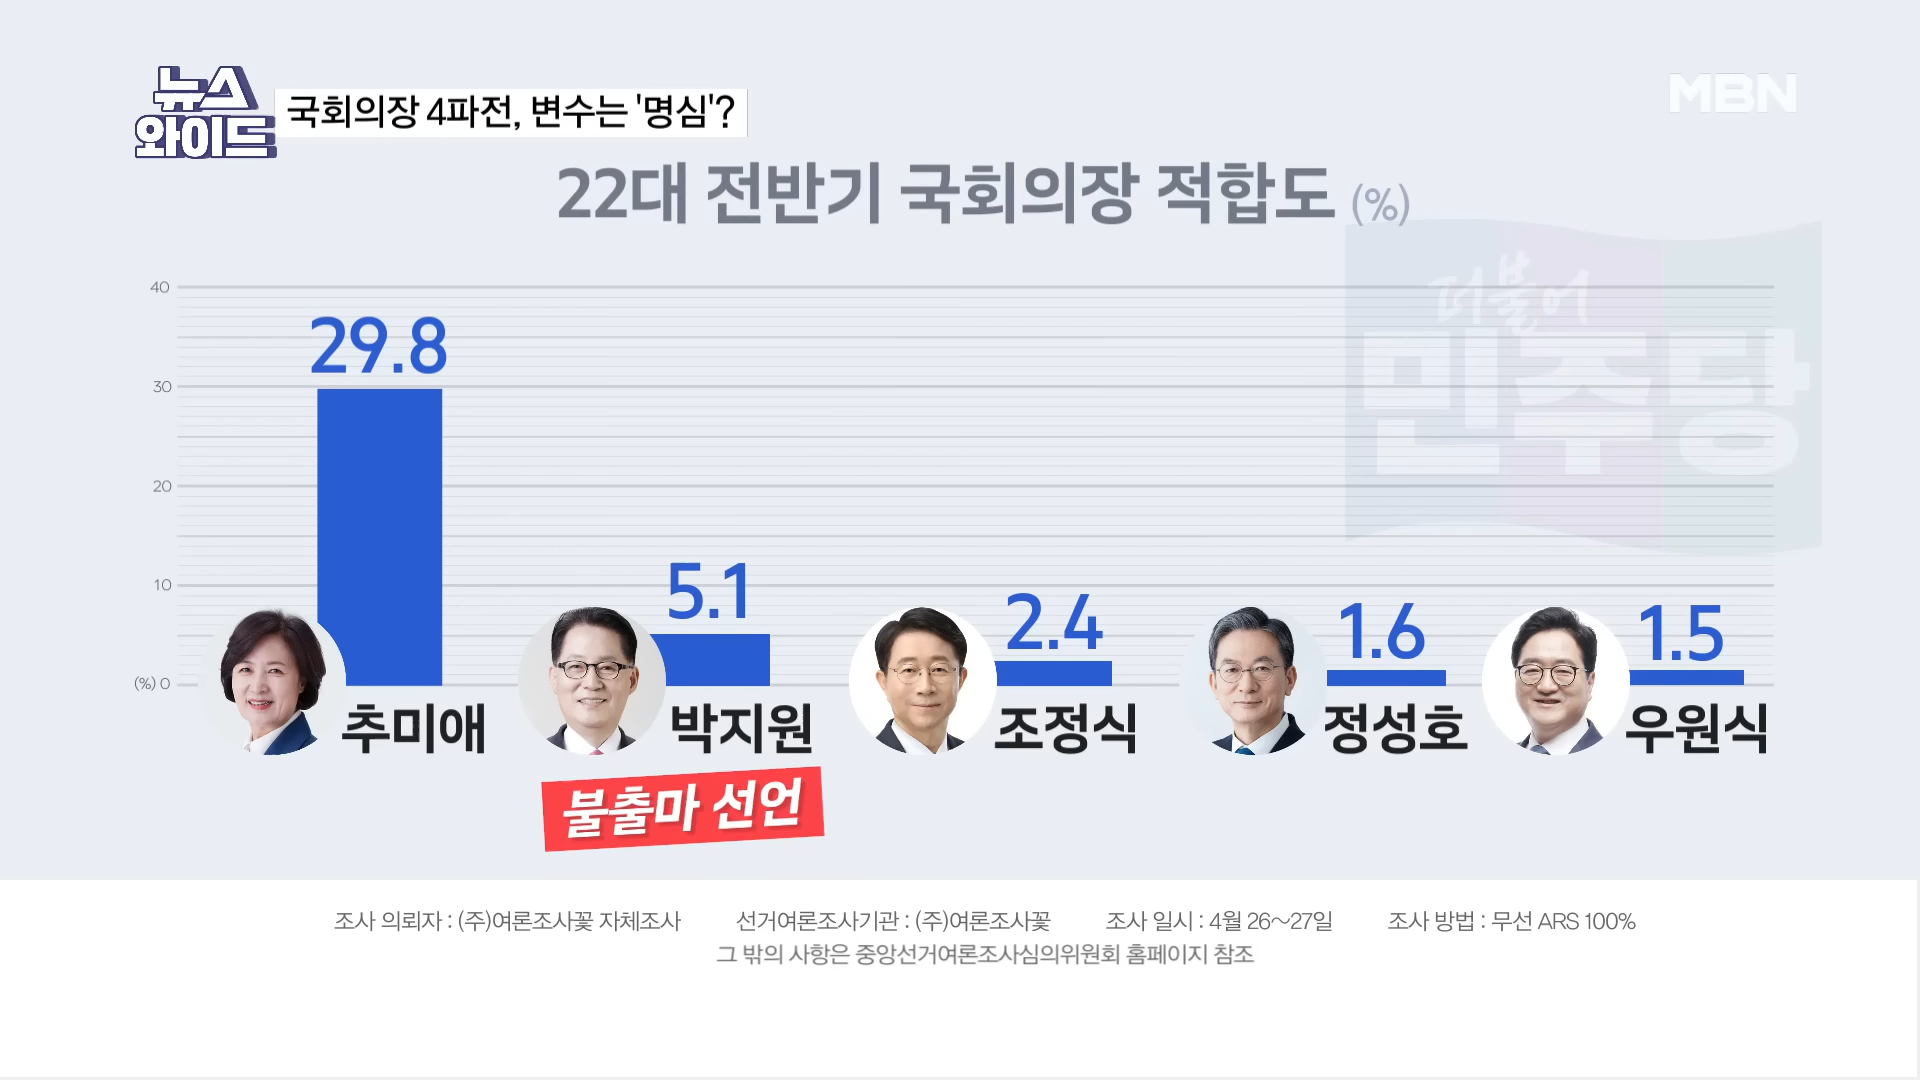 뉴스
와이드
국회의장 4파전, 변수는 '명심'?
MBN
22대 전반기 국회의장 적합도 (%)
더불어
민주당
40
30
20
10
(%) 0
29.8
5.1
2.4
1.6
1.5
추미애
박지원
조정식
정성호
우원식
불출마 선언
조사 의뢰자 : (주)여론조사꽃 자체조사 선거여론조사기관 : (주)여론조사꽃 조사 일시 : 4월 26~27일 조사 방법 : 무선 ARS 100%
그 밖의 사항은 중앙선거여론조사심의위원회 홈페이지 참조